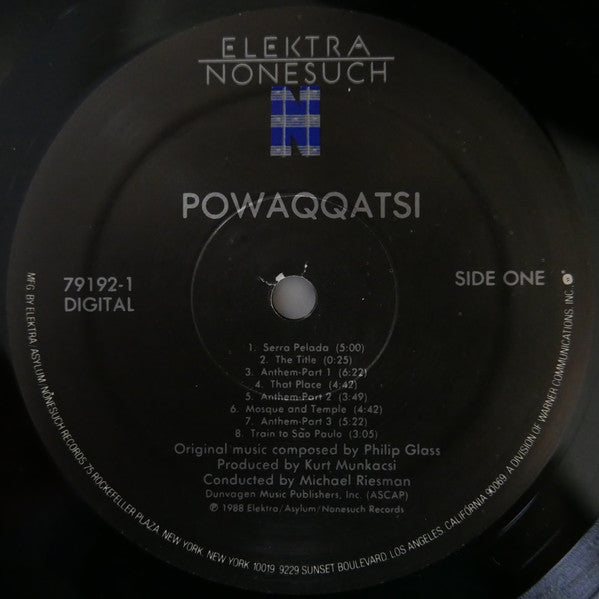 ELEKTRA
NONESUCH
N
POWAQQATSI
79192-1
DIGITAL
SIDE ONE
1. Serra Pelada (5:00)
2. The Title (0:25)
3. Anthem-Part 1 (6:22)
4. That Place (4:42)
5. Anthem-Part 2 (3:49)
6. Mosque and Temple (4:42)
7. Anthem-Part 3 (5:22)
8. Train to São Paulo (3:05)
Original music composed by Philip Glass
Produced by Kurt Munkacsi
Conducted by Michael Riesman
Dunvagen Music Publishers, Inc. (ASCAP)
℗ 1988 Elektra/Asylum/Nonesuch Records
MFG BY ELEKTRA/ASYLUM/NONESUCH RECORDS 75 ROCKEFELLER PLAZA, NEW YORK, NEW YORK 10019 9229 SUNSET BOULEVARD, LOS ANGELES, CALIFORNIA 90069. A DIVISION OF WARNER COMMUNICATIONS, INC.